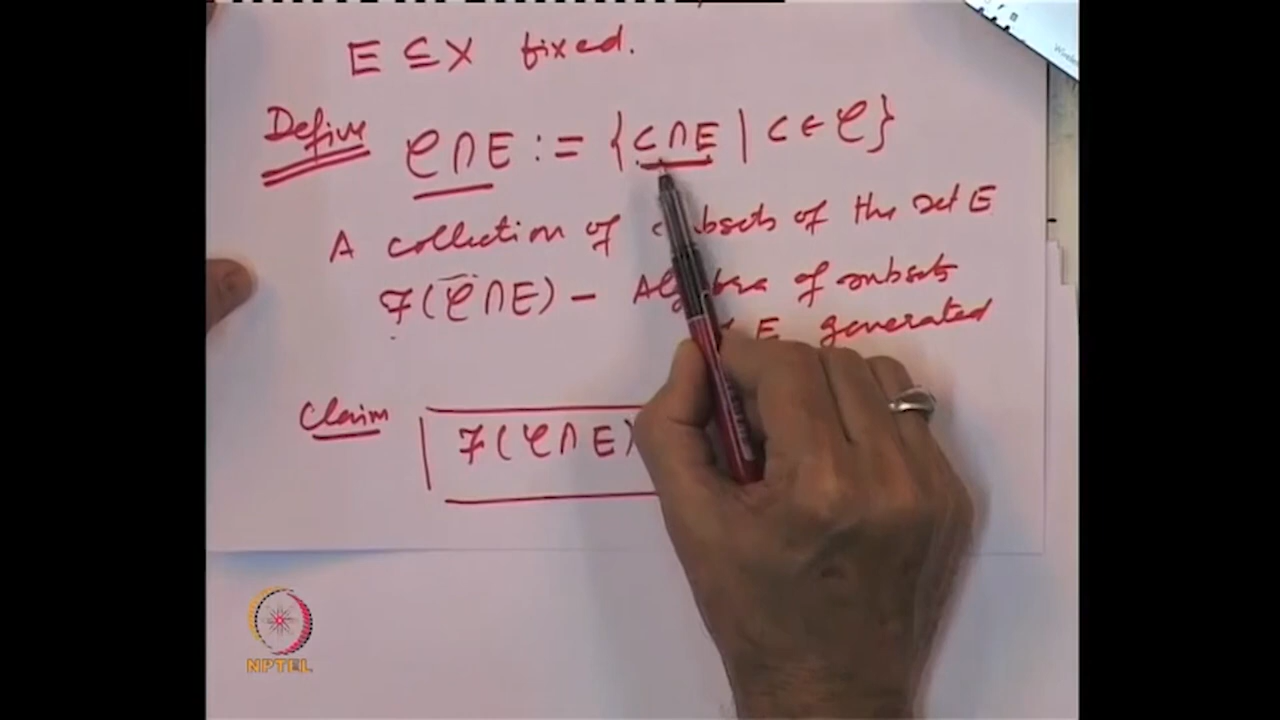 E ⊆ X fixed.
Define 𝒞∩E := {C∩E | C ∈ 𝒞}
A collection of subsets of the set E
ℱ(𝒞∩E) – Algebra of subsets
E generated
Claim ℱ(𝒞∩E)
NPTEL